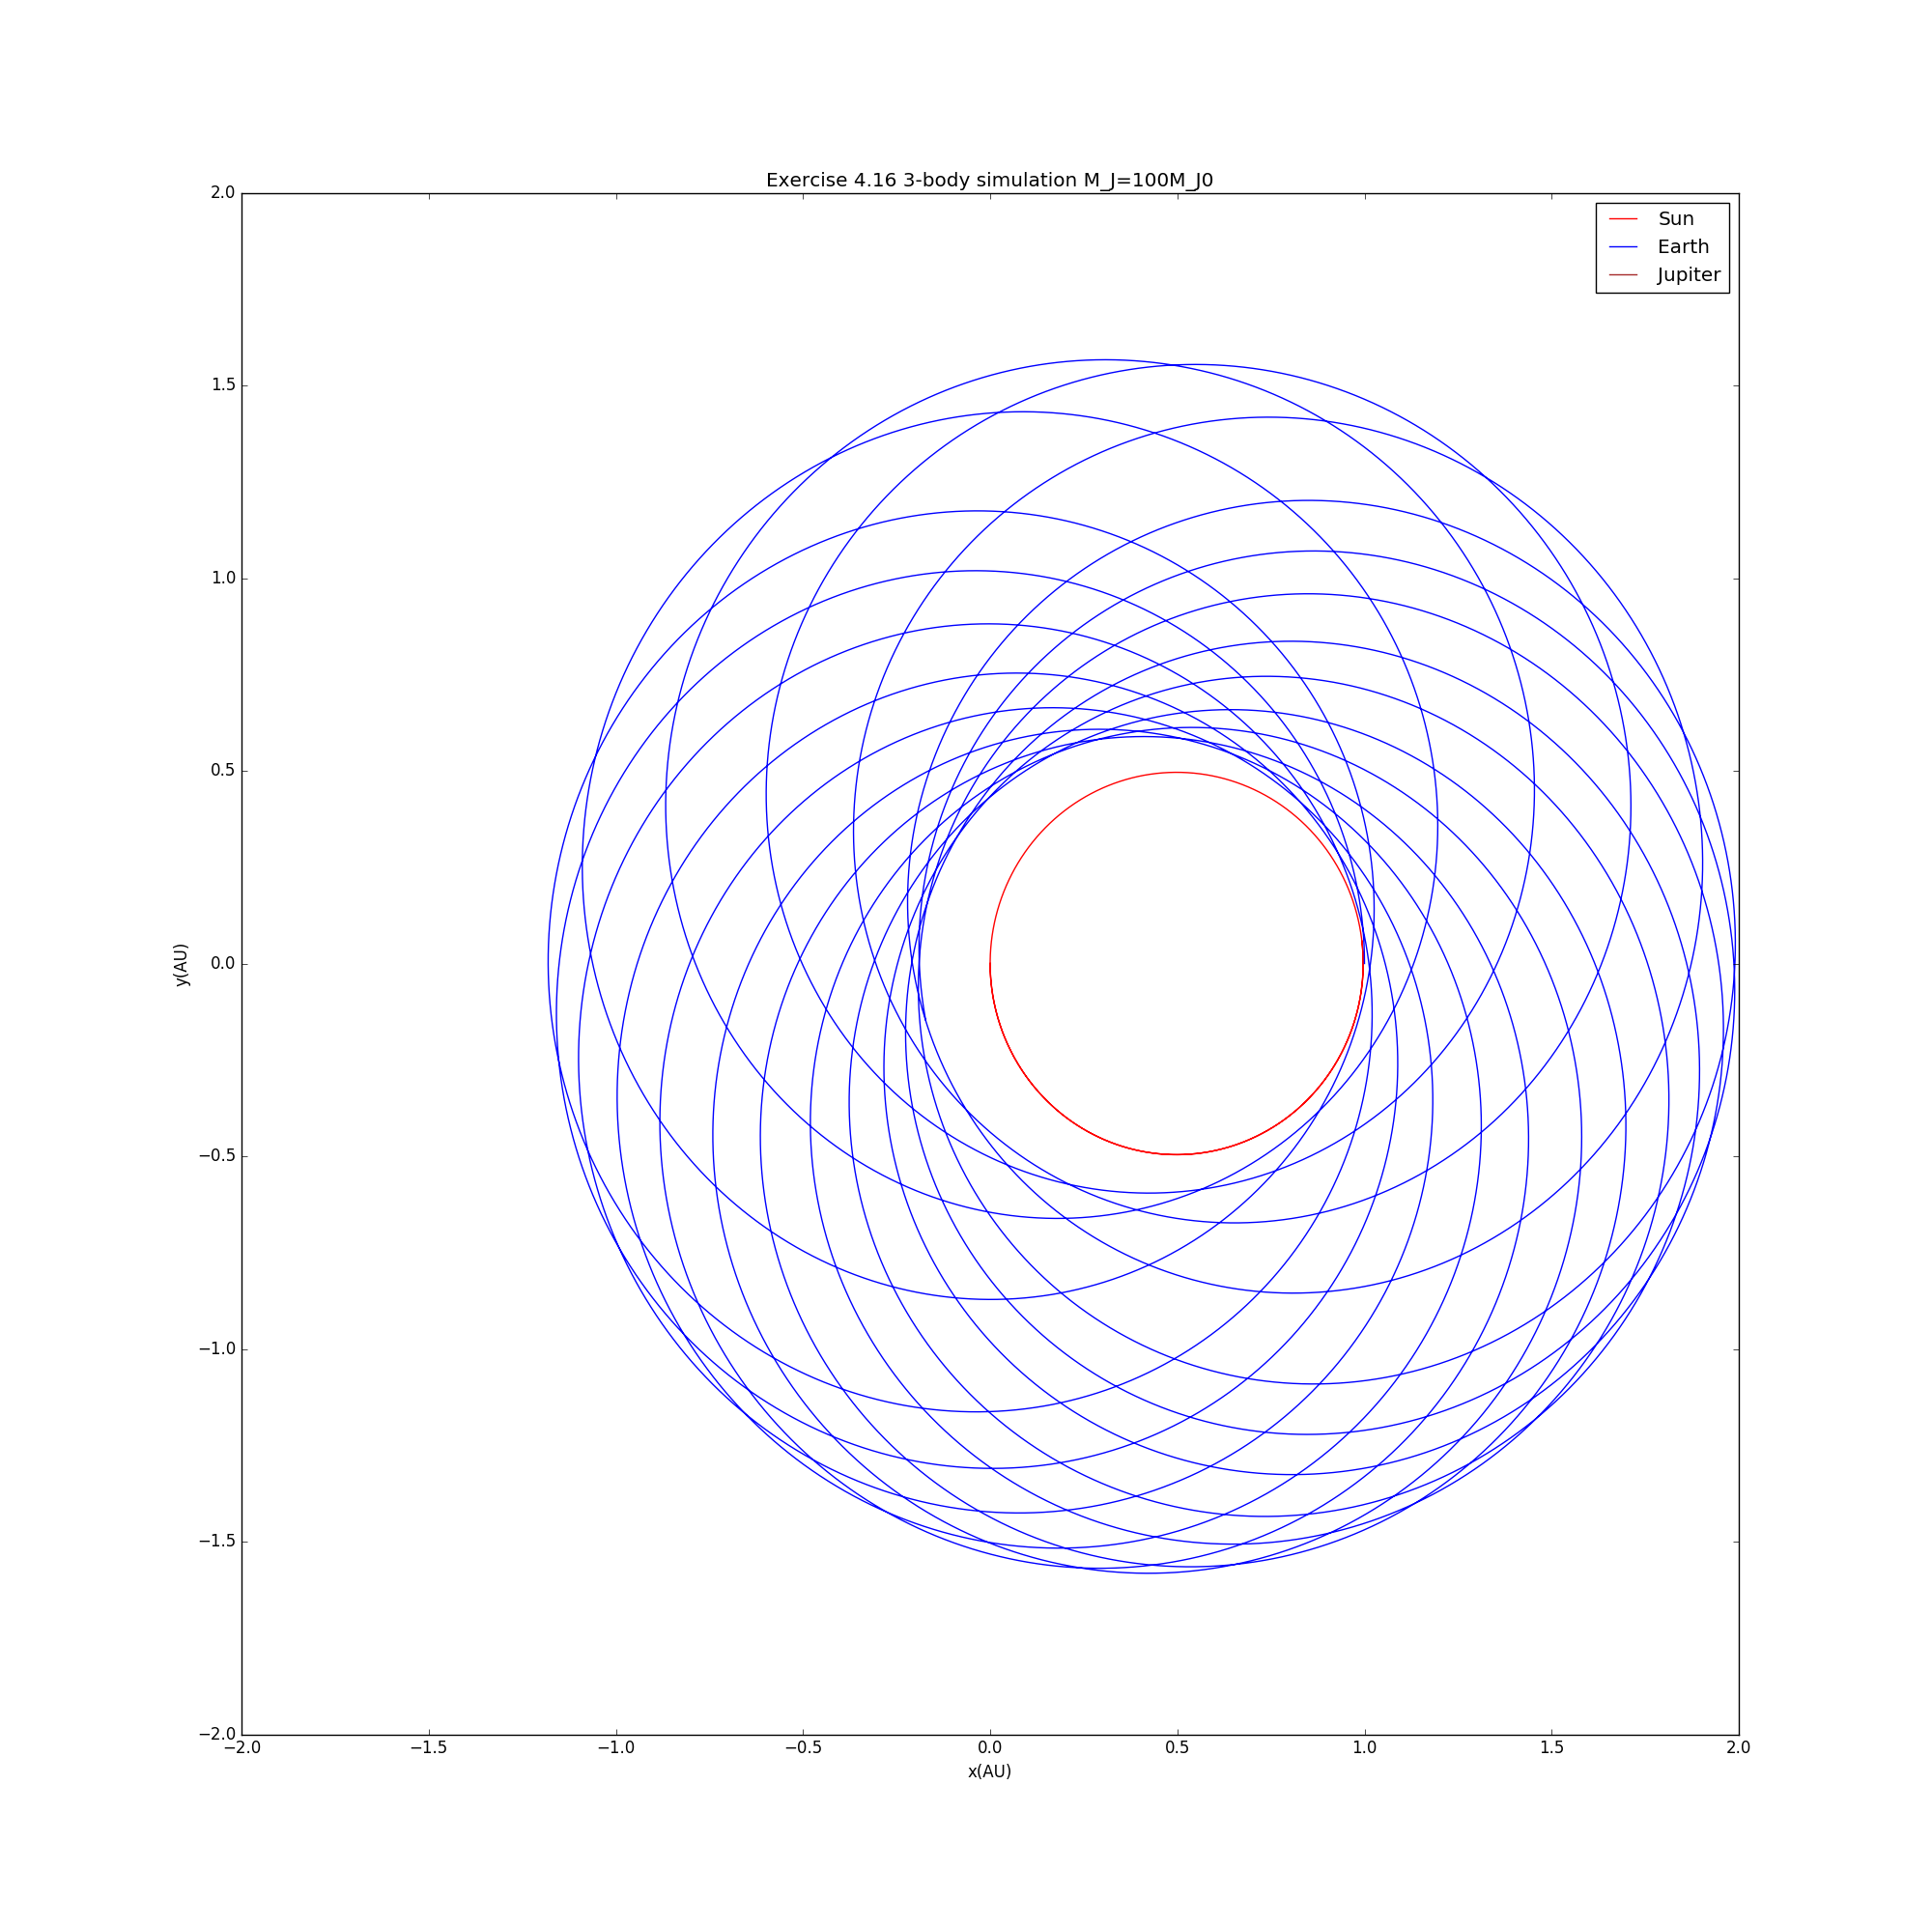 Exercise 4.16 3-body simulation M_J=100M_J0
Sun
Earth
Jupiter
2.0
1.5
1.0
0.5
0.0
−0.5
−1.0
−1.5
−2.0
y(AU)
−2.0 −1.5 −1.0 −0.5 0.0 0.5 1.0 1.5 2.0
x(AU)